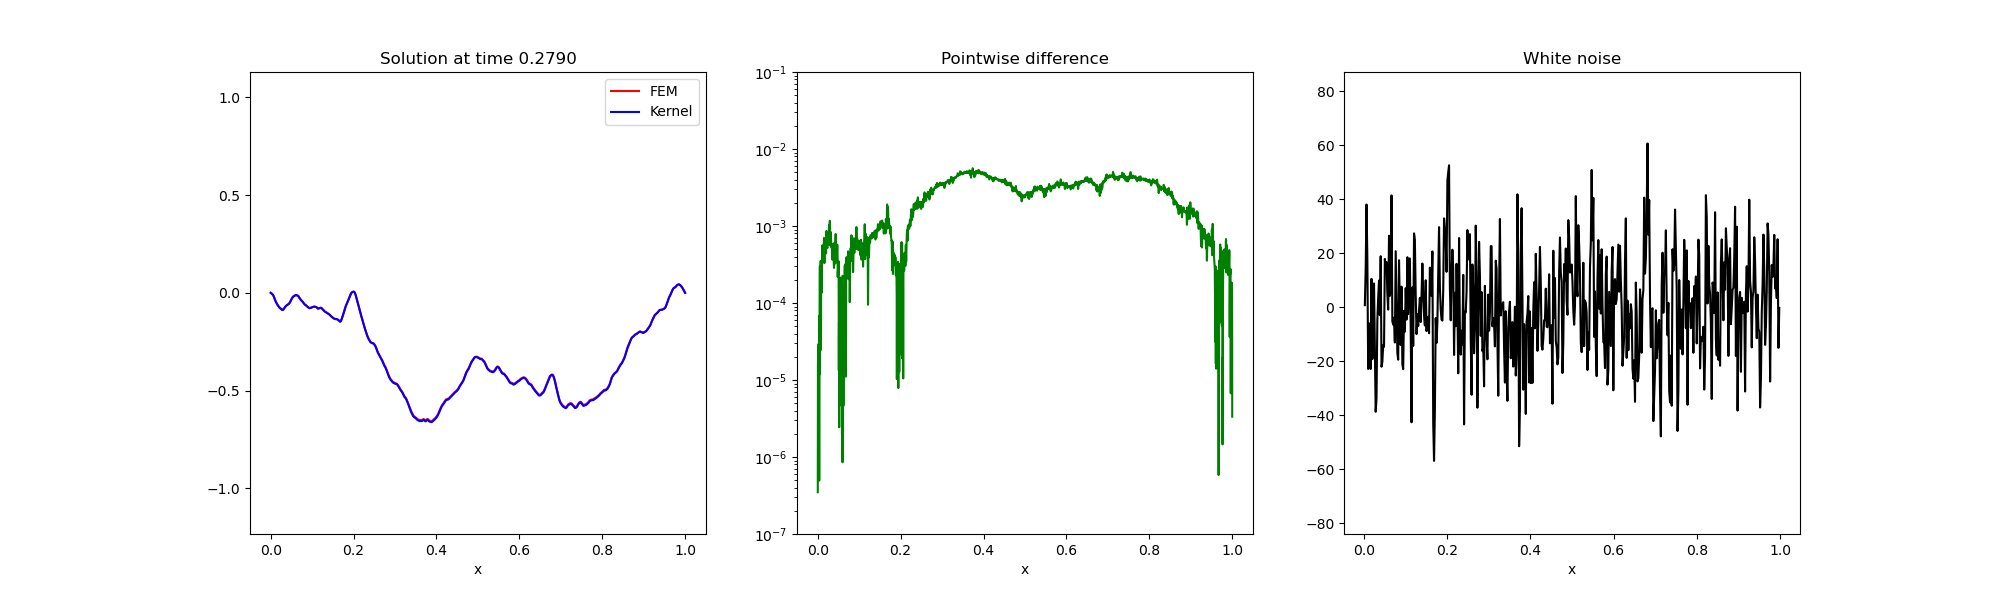 Solution at time 0.2790
1.0
0.5
0.0
−0.5
−1.0
0.0 0.2 0.4 0.6 0.8 1.0
x
FEM
Kernel
Pointwise difference
10⁻¹
10⁻²
10⁻³
10⁻⁴
10⁻⁵
10⁻⁶
10⁻⁷
0.0 0.2 0.4 0.6 0.8 1.0
x
White noise
80
60
40
20
0
−20
−40
−60
−80
0.0 0.2 0.4 0.6 0.8 1.0
x